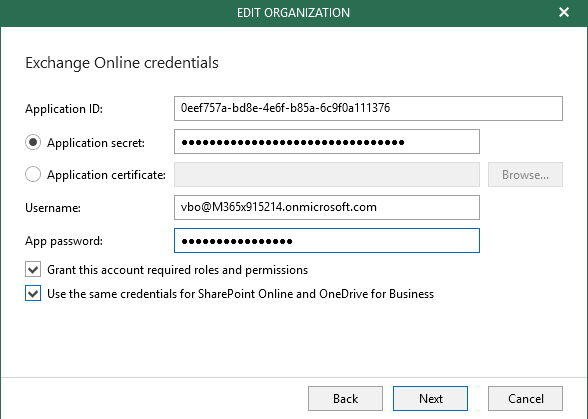 EDIT ORGANIZATION
Exchange Online credentials
Application ID: 0eef757a-bd8e-4e6f-b85a-6c9f0a111376
Application secret: ••••••••••••••••••••••••••••••••
Application certificate: Browse...
Username: vbo@M365x915214.onmicrosoft.com
App password: ••••••••••••••••
Grant this account required roles and permissions
Use the same credentials for SharePoint Online and OneDrive for Business
Back Next Cancel